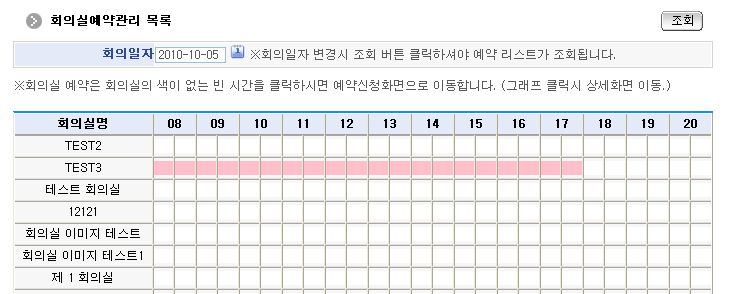 회의실예약관리 목록
조회
회의일자 2010-10-05 ※회의일자 변경시 조회 버튼 클릭하셔야 예약 리스트가 조회됩니다.
※회의실 예약은 회의실의 색이 없는 빈 시간을 클릭하시면 예약신청화면으로 이동합니다. (그래프 클릭시 상세화면 이동.)
회의실명 08 09 10 11 12 13 14 15 16 17 18 19 20
TEST2
TEST3
테스트 회의실
12121
회의실 이미지 테스트
회의실 이미지 테스트1
제 1 회의실